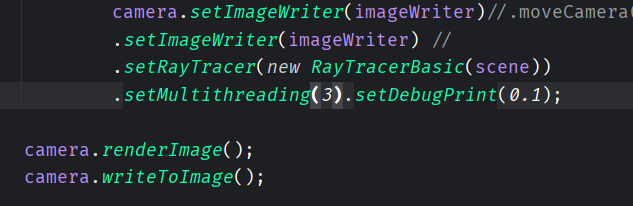 camera.setImageWriter(imageWriter)//.moveCamera(
.setImageWriter(imageWriter) //
.setRayTracer(new RayTracerBasic(scene))
.setMultithreading(3).setDebugPrint(0.1);
camera.renderImage();
camera.writeToImage();